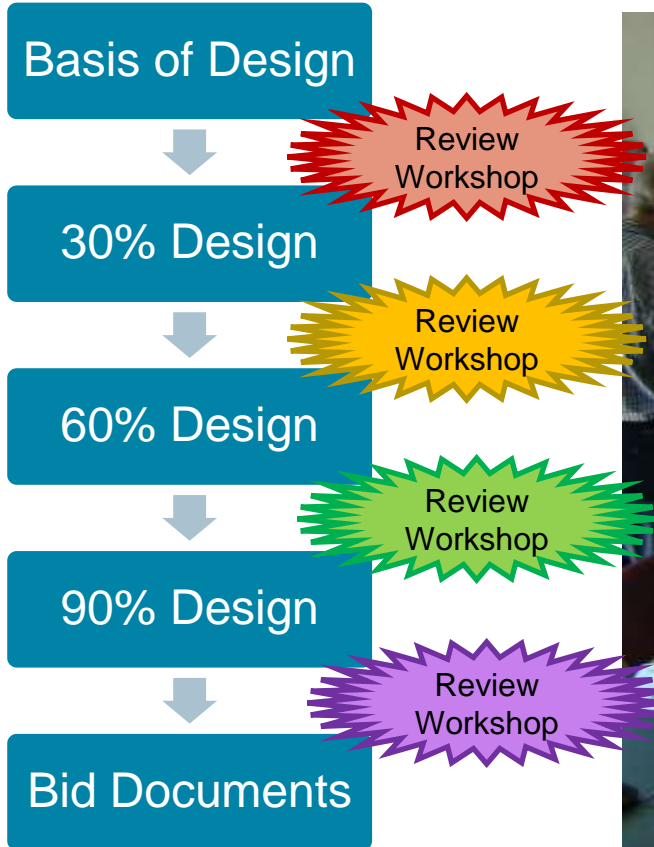 Basis of Design
Review
Workshop
30% Design
Review
Workshop
60% Design
Review
Workshop
90% Design
Review
Workshop
Bid Documents